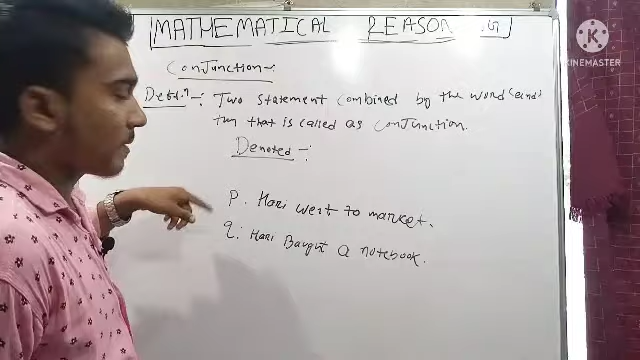 MATHEMATICAL REASON
Conjunction:-
Defi.n -: Two statement combined by the word 'and'
then that is called as Conjunction.
Denoted -:
P. Hari went to market.
q: Hari Bought a notebook.
K
KINEMASTER